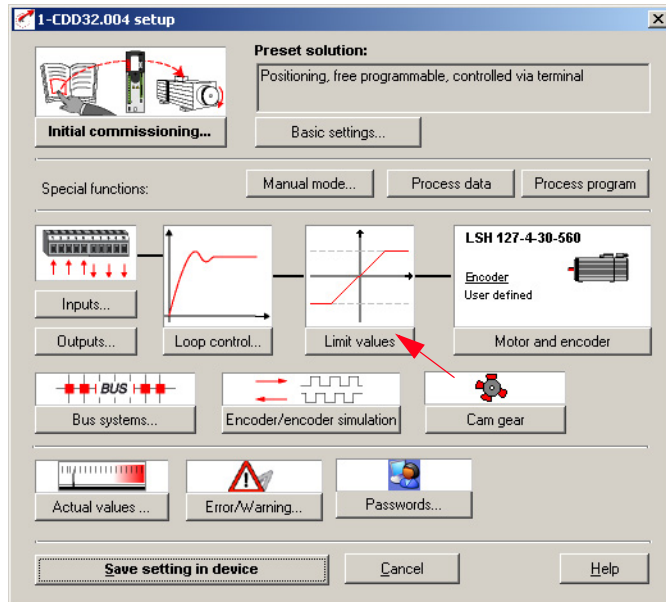 1-CDD32.004 setup
Preset solution:
Positioning, free programmable, controlled via terminal
Initial commissioning...
Basic settings...
Special functions:
Manual mode...
Process data
Process program
LSH 127-4-30-560
Encoder
User defined
Inputs...
Outputs...
Loop control...
Limit values
Motor and encoder
BUS
Bus systems...
Encoder/encoder simulation
Cam gear
Actual values ...
Error/Warning...
Passwords...
Save setting in device
Cancel
Help